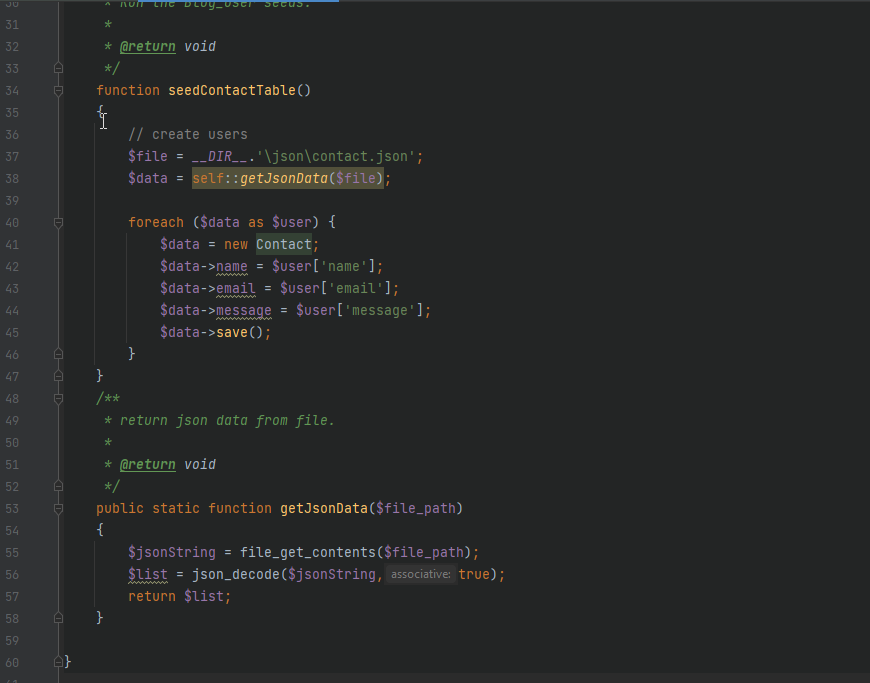 30 * Run the Blog_User seeds.
31 *
32 * @return void
33 */
34 function seedContactTable()
35 {
36 // create users
37 $file = __DIR__.'\json\contact.json';
38 $data = self::getJsonData($file);
39
40 foreach ($data as $user) {
41 $data = new Contact;
42 $data->name = $user['name'];
43 $data->email = $user['email'];
44 $data->message = $user['message'];
45 $data->save();
46 }
47 }
48 /**
49 * return json data from file.
50 *
51 * @return void
52 */
53 public static function getJsonData($file_path)
54 {
55 $jsonString = file_get_contents($file_path);
56 $list = json_decode($jsonString, associative: true);
57 return $list;
58 }
59
60 }